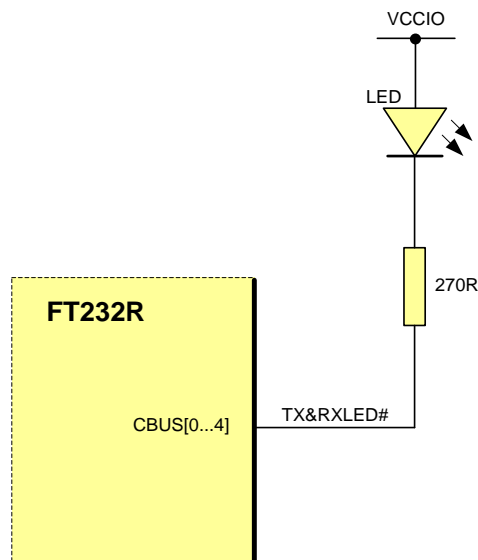 VCCIO
LED
270R
FT232R
TX&RXLED#
CBUS[0...4]